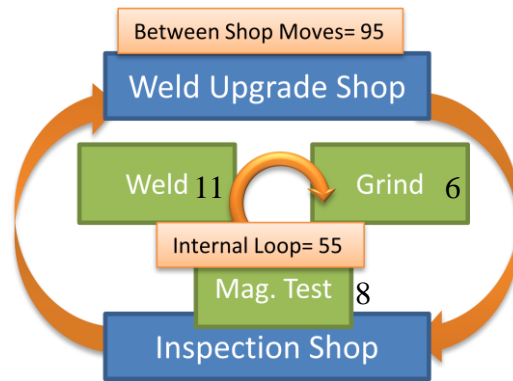 Between Shop Moves= 95
Weld Upgrade Shop
Weld 11
Grind 6
Internal Loop= 55
Mag. Test 8
Inspection Shop